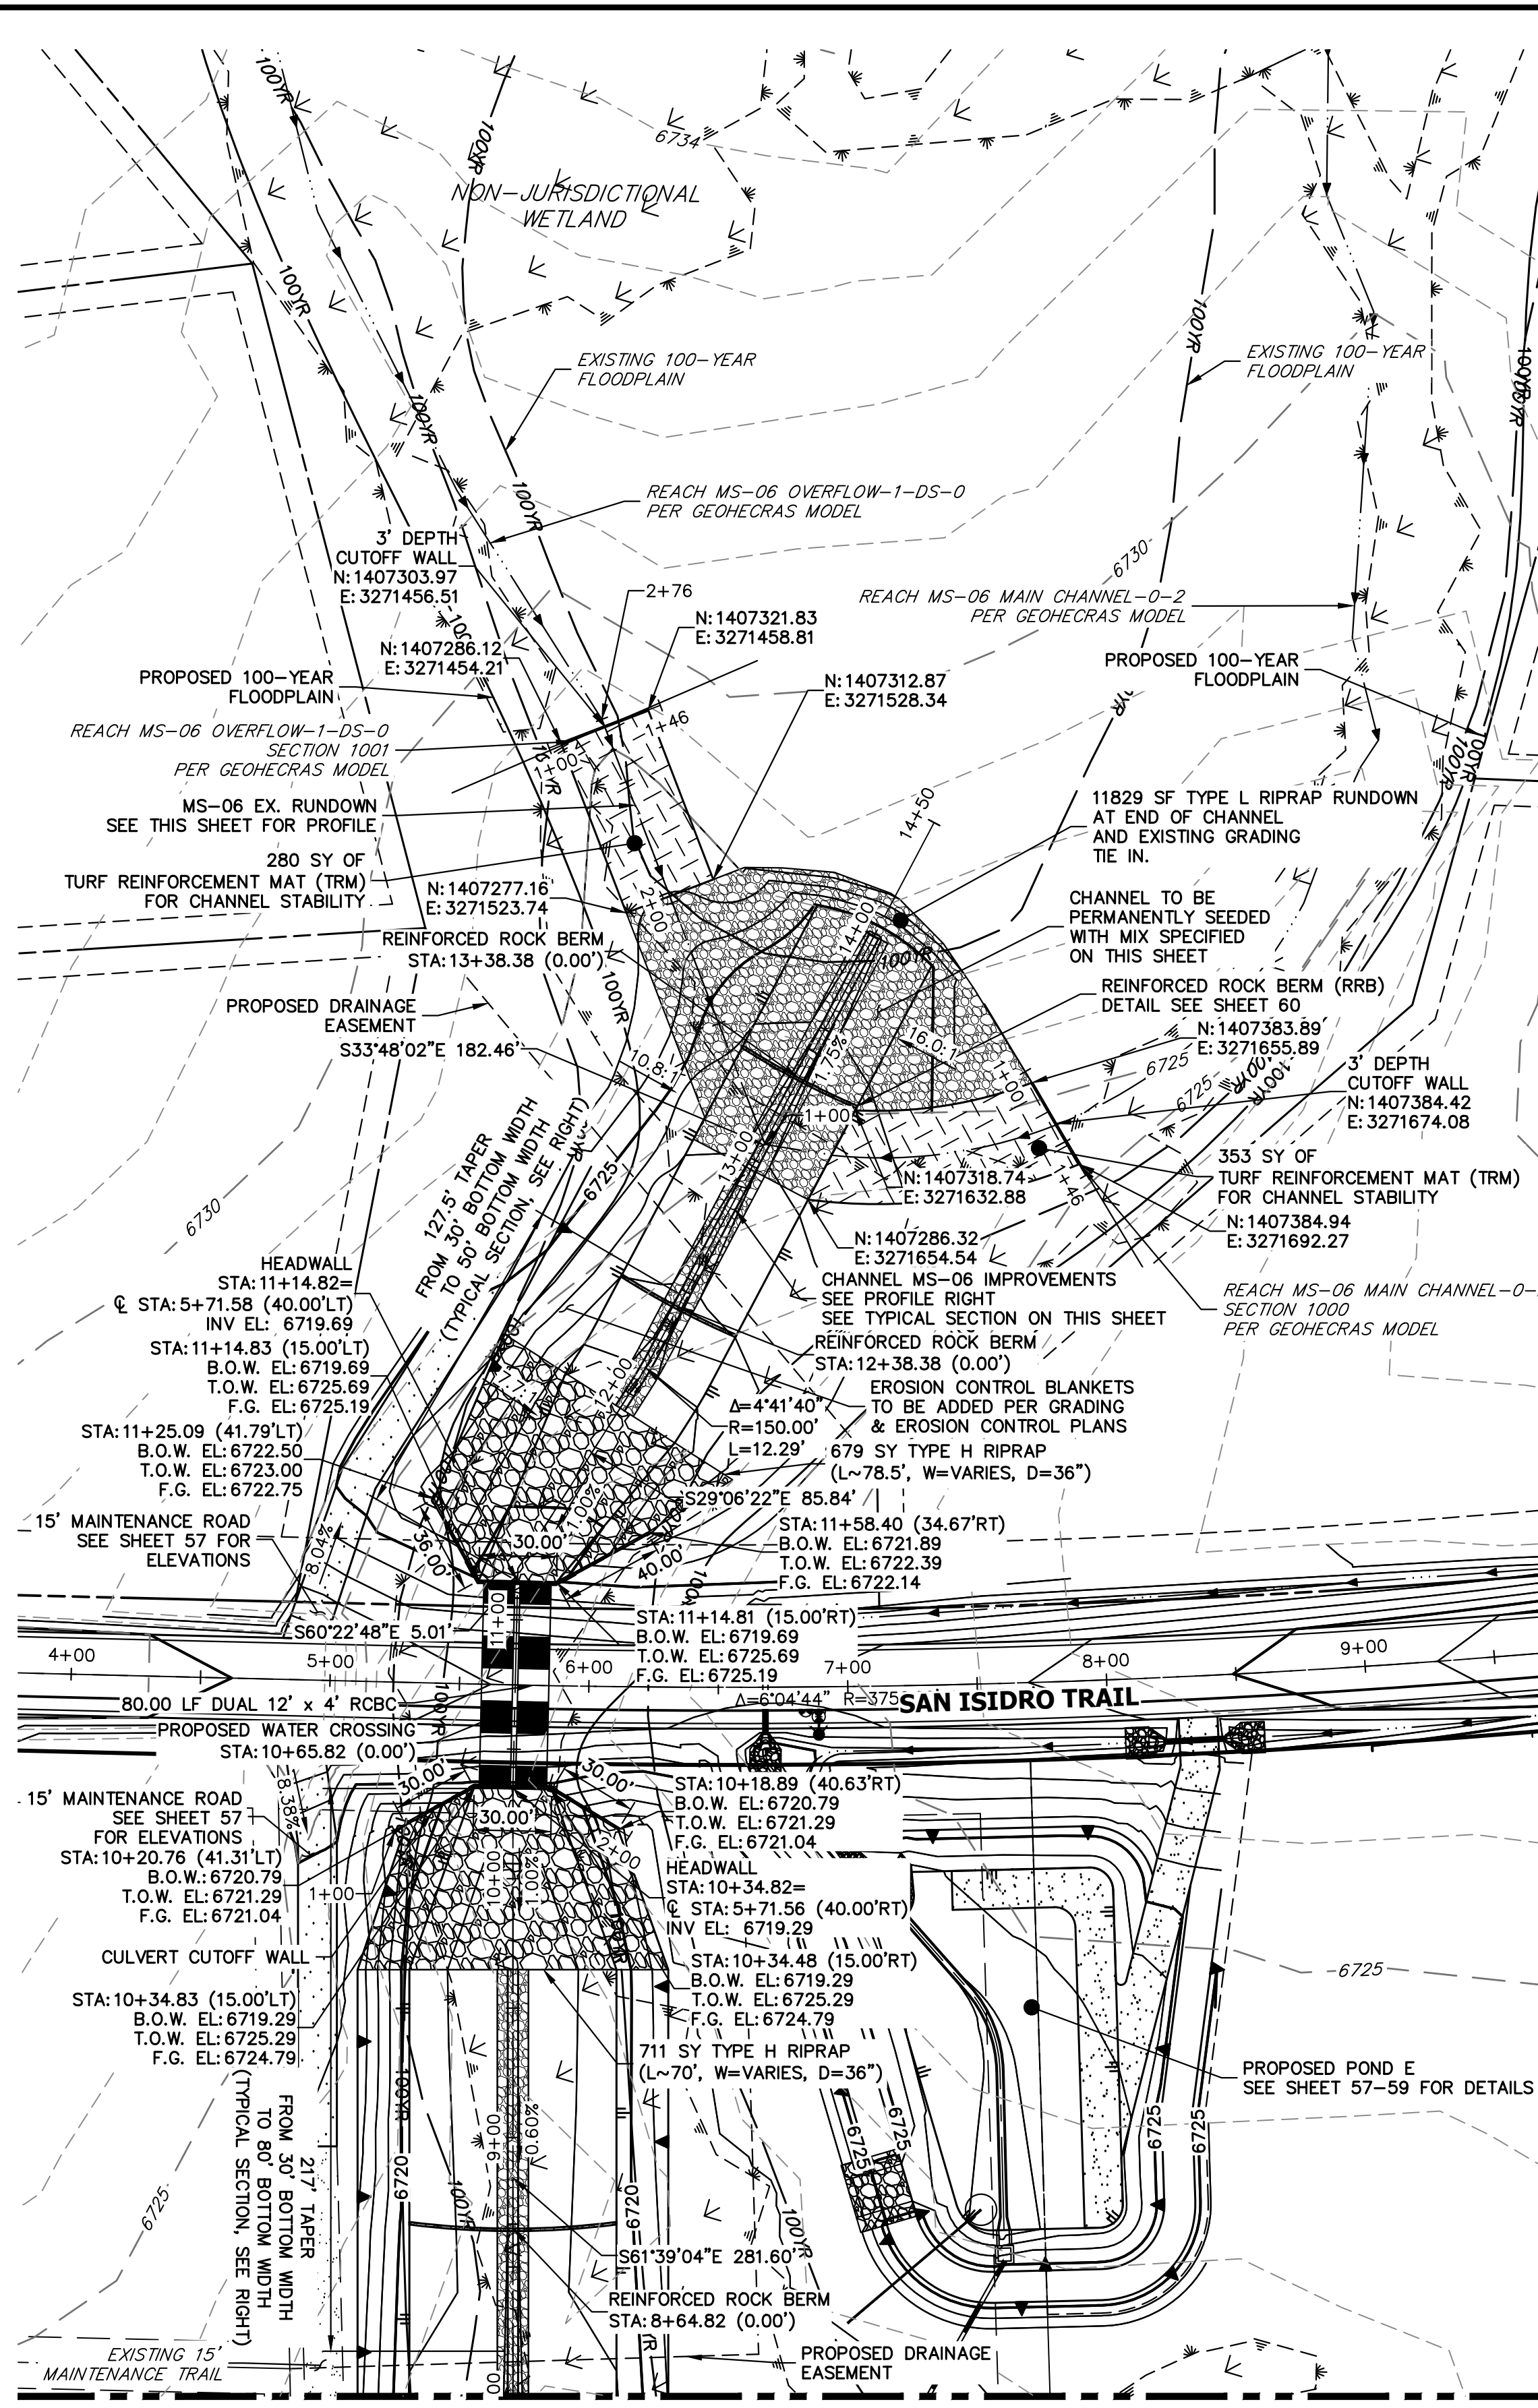 100YR
100YR
6734
NON-JURISDICTIONAL
WETLAND
100YR
100YR
100YR
EXISTING 100-YEAR
FLOODPLAIN
EXISTING 100-YEAR
FLOODPLAIN
100YR
100YR
REACH MS-06 OVERFLOW-1-DS-0
PER GEOHECRAS MODEL
3' DEPTH
CUTOFF WALL
N: 1407303.97
E: 3271456.51
6730
2+76
REACH MS-06 MAIN CHANNEL-0-2
PER GEOHECRAS MODEL
N: 1407321.83
E: 3271458.81
N: 1407286.12
E: 3271454.21
PROPOSED 100-YEAR
FLOODPLAIN
PROPOSED 100-YEAR
FLOODPLAIN
N: 1407312.87
E: 3271528.34
1+46
REACH MS-06 OVERFLOW-1-DS-0
SECTION 1001
PER GEOHECRAS MODEL
1+00
100YR
100YR
MS-06 EX. RUNDOWN
SEE THIS SHEET FOR PROFILE
14+50
11829 SF TYPE L RIPRAP RUNDOWN
AT END OF CHANNEL
AND EXISTING GRADING
TIE IN.
280 SY OF
TURF REINFORCEMENT MAT (TRM)
FOR CHANNEL STABILITY
N: 1407277.16
E: 3271523.74
2+00
14+00
CHANNEL TO BE
PERMANENTLY SEEDED
WITH MIX SPECIFIED
ON THIS SHEET
REINFORCED ROCK BERM
STA: 13+38.38 (0.00')
100YR
100YR
REINFORCED ROCK BERM (RRB)
DETAIL SEE SHEET 60
PROPOSED DRAINAGE
EASEMENT
N: 1407383.89
E: 3271655.89
16.0:1
1.75%
S33°48'02"E 182.46'
10.8:1
6725
6725
1+00
100YR
100YR
3' DEPTH
CUTOFF WALL
N: 1407384.42
E: 3271674.08
1+00
13+00
353 SY OF
TURF REINFORCEMENT MAT (TRM)
FOR CHANNEL STABILITY
N: 1407318.74
E: 3271632.88
1+46
127.5' TAPER
FROM 30' BOTTOM WIDTH
TO 50' BOTTOM WIDTH
(TYPICAL SECTION, SEE RIGHT)
6725
6730
N: 1407384.94
E: 3271692.27
N: 1407286.32
E: 3271654.54
HEADWALL
STA: 11+14.82=
℄ STA: 5+71.58 (40.00'LT)
INV EL: 6719.69
CHANNEL MS-06 IMPROVEMENTS
SEE PROFILE RIGHT
SEE TYPICAL SECTION ON THIS SHEET
REACH MS-06 MAIN CHANNEL-0-
SECTION 1000
PER GEOHECRAS MODEL
STA: 11+14.83 (15.00'LT)
B.O.W. EL: 6719.69
T.O.W. EL: 6725.69
F.G. EL: 6725.19
REINFORCED ROCK BERM
STA: 12+38.38 (0.00')
12+00
Δ=4°41'40"
R=150.00'
L=12.29'
EROSION CONTROL BLANKETS
TO BE ADDED PER GRADING
& EROSION CONTROL PLANS
STA: 11+25.09 (41.79'LT)
B.O.W. EL: 6722.50
T.O.W. EL: 6723.00
F.G. EL: 6722.75
679 SY TYPE H RIPRAP
(L~78.5', W=VARIES, D=36")
S29°06'22"E 85.84'
15' MAINTENANCE ROAD
SEE SHEET 57 FOR
ELEVATIONS
8.04%
36.00'
30.00'
1.00%
40.00'
STA: 11+58.40 (34.67'RT)
B.O.W. EL: 6721.89
T.O.W. EL: 6722.39
F.G. EL: 6722.14
S60°22'48"E 5.01'
11+00
STA: 11+14.81 (15.00'RT)
B.O.W. EL: 6719.69
T.O.W. EL: 6725.69
F.G. EL: 6725.19
4+00
5+00
6+00
7+00
8+00
9+00
80.00 LF DUAL 12' x 4' RCBC
100YR
Δ=6°04'44" R=375
SAN ISIDRO TRAIL
PROPOSED WATER CROSSING
STA: 10+65.82 (0.00')
8.38%
30.00'
30.00'
30.00'
STA: 10+18.89 (40.63'RT)
B.O.W. EL: 6720.79
T.O.W. EL: 6721.29
F.G. EL: 6721.04
15' MAINTENANCE ROAD
SEE SHEET 57
FOR ELEVATIONS
STA: 10+20.76 (41.31'LT)
B.O.W.: 6720.79
T.O.W. EL: 6721.29
F.G. EL: 6721.04
1+00
10+00
1.00%
2+00
HEADWALL
STA: 10+34.82=
℄ STA: 5+71.56 (40.00'RT)
INV EL: 6719.29
CULVERT CUTOFF WALL
STA: 10+34.48 (15.00'RT)
B.O.W. EL: 6719.29
T.O.W. EL: 6725.29
F.G. EL: 6724.79
6725
STA: 10+34.83 (15.00'LT)
B.O.W. EL: 6719.29
T.O.W. EL: 6725.29
F.G. EL: 6724.79
711 SY TYPE H RIPRAP
(L~70', W=VARIES, D=36")
PROPOSED POND E
SEE SHEET 57-59 FOR DETAILS
217' TAPER
FROM 30' BOTTOM WIDTH
TO 80' BOTTOM WIDTH
(TYPICAL SECTION, SEE RIGHT)
100YR
6720
100YR
9+00
0.60%
6720
100YR
6725
6725
6725
6725
6725
S61°39'04"E 281.60'
REINFORCED ROCK BERM
STA: 8+64.82 (0.00')
EXISTING 15'
MAINTENANCE TRAIL
PROPOSED DRAINAGE
EASEMENT